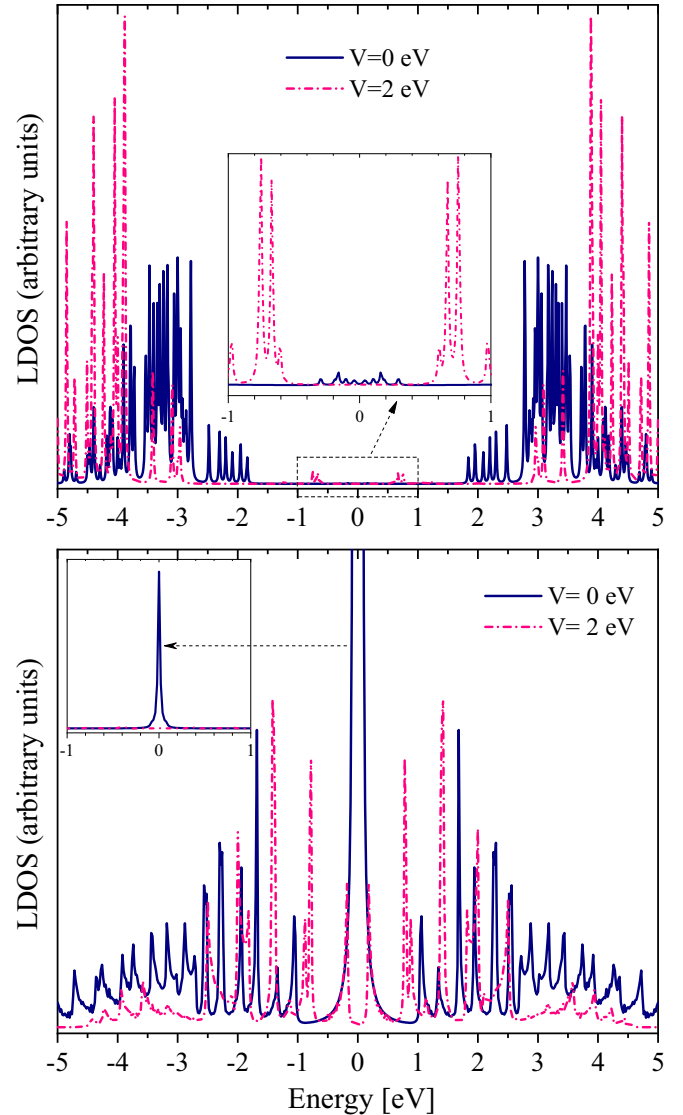 V=0 eV
V=2 eV
LDOS (arbitrary units)
-1 0 1
-5 -4 -3 -2 -1 0 1 2 3 4 5
V= 0 eV
V= 2 eV
LDOS (arbitrary units)
-1 0 1
-5 -4 -3 -2 -1 0 1 2 3 4 5
Energy [eV]